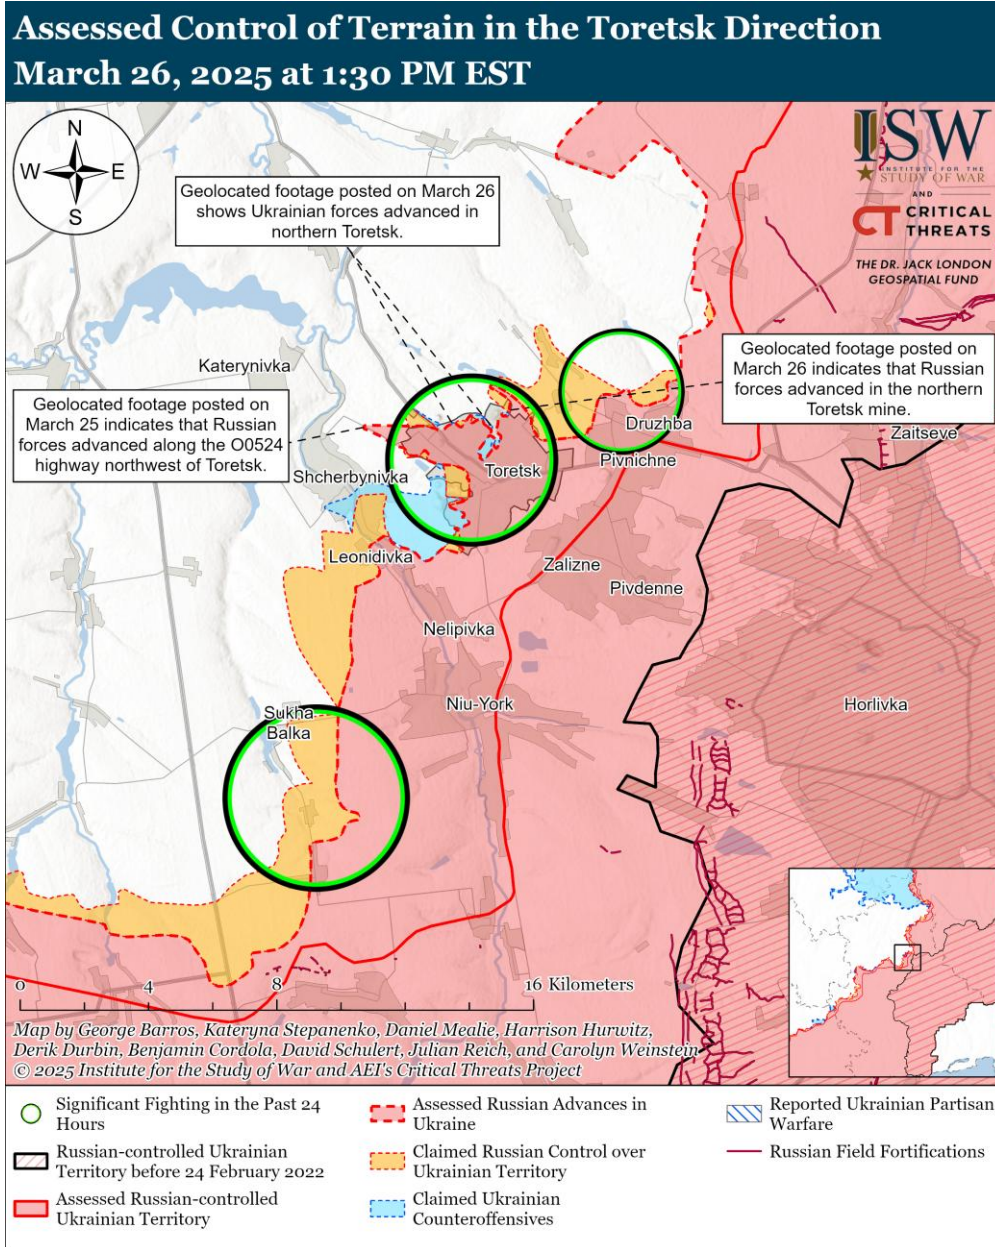 Assessed Control of Terrain in the Toretsk Direction
March 26, 2025 at 1:30 PM EST
N
W
E
S
ISW
INSTITUTE FOR THE
STUDY OF WAR
AND
CT CRITICAL
THREATS
THE DR. JACK LONDON
GEOSPATIAL FUND
Geolocated footage posted on March 26
shows Ukrainian forces advanced in
northern Toretsk.
Geolocated footage posted on
March 26 indicates that Russian
forces advanced in the northern
Toretsk mine.
Katerynivka
Geolocated footage posted on
March 25 indicates that Russian
forces advanced along the O0524
highway northwest of Toretsk.
Druzhba
Zaitseve
Pivnichne
Toretsk
Shcherbynivka
Leonidivka
Zalizne
Pivdenne
Nelipivka
Niu-York
Horlivka
Sukha
Balka
0
4
8
16 Kilometers
Map by George Barros, Kateryna Stepanenko, Daniel Mealie, Harrison Hurwitz,
Derik Durbin, Benjamin Cordola, David Schulert, Julian Reich, and Carolyn Weinstein
© 2025 Institute for the Study of War and AEI's Critical Threats Project
Significant Fighting in the Past 24
Hours
Russian-controlled Ukrainian
Territory before 24 February 2022
Assessed Russian-controlled
Ukrainian Territory
Assessed Russian Advances in
Ukraine
Claimed Russian Control over
Ukrainian Territory
Claimed Ukrainian
Counteroffensives
Reported Ukrainian Partisan
Warfare
Russian Field Fortifications